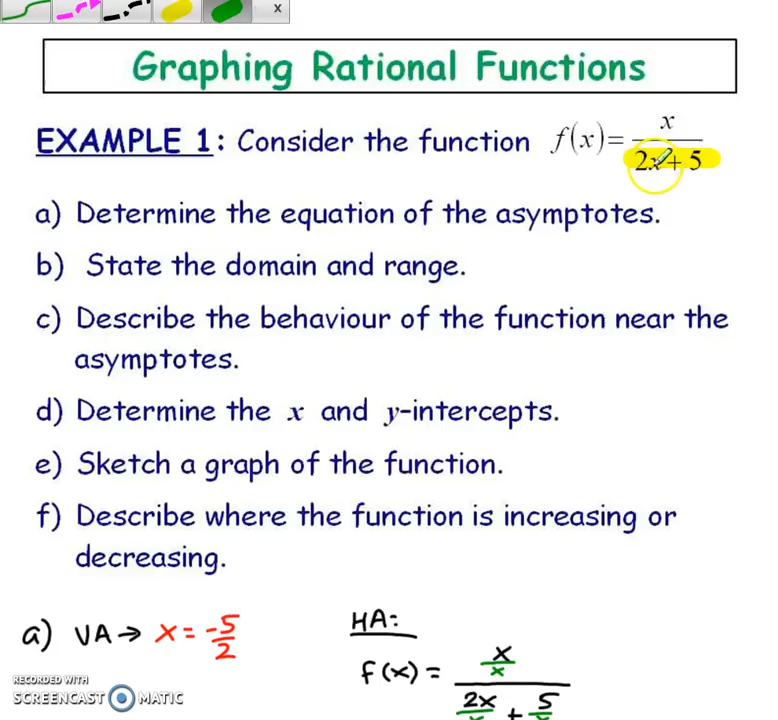 x
Graphing Rational Functions
EXAMPLE 1: Consider the function f(x)= x / 2x + 5
a) Determine the equation of the asymptotes.
b) State the domain and range.
c) Describe the behaviour of the function near the
asymptotes.
d) Determine the x and y-intercepts.
e) Sketch a graph of the function.
f) Describe where the function is increasing or
decreasing.
a) VA → x = -5/2
HA:
f(x) = x/x
2x + 5
RECORDED WITH
SCREENCAST MATIC